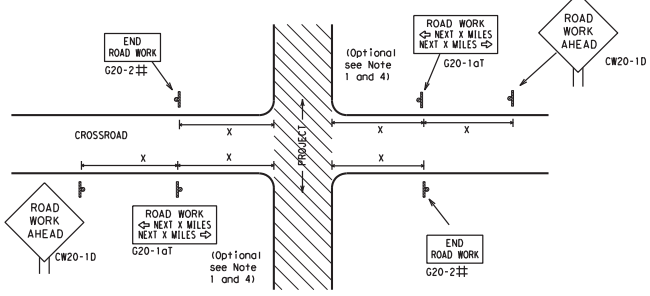 END
ROAD WORK
G20-2#
(Optional
see Note
1 and 4)
ROAD WORK
⇦ NEXT X MILES
NEXT X MILES ⇨
G20-1aT
ROAD
WORK
AHEAD
CW20-1D
CROSSROAD
X
X
X
PROJECT
X
X
X
ROAD
WORK
AHEAD
CW20-1D
ROAD WORK
⇦ NEXT X MILES
NEXT X MILES ⇨
G20-1aT
(Optional
see Note
1 and 4)
END
ROAD WORK
G20-2#